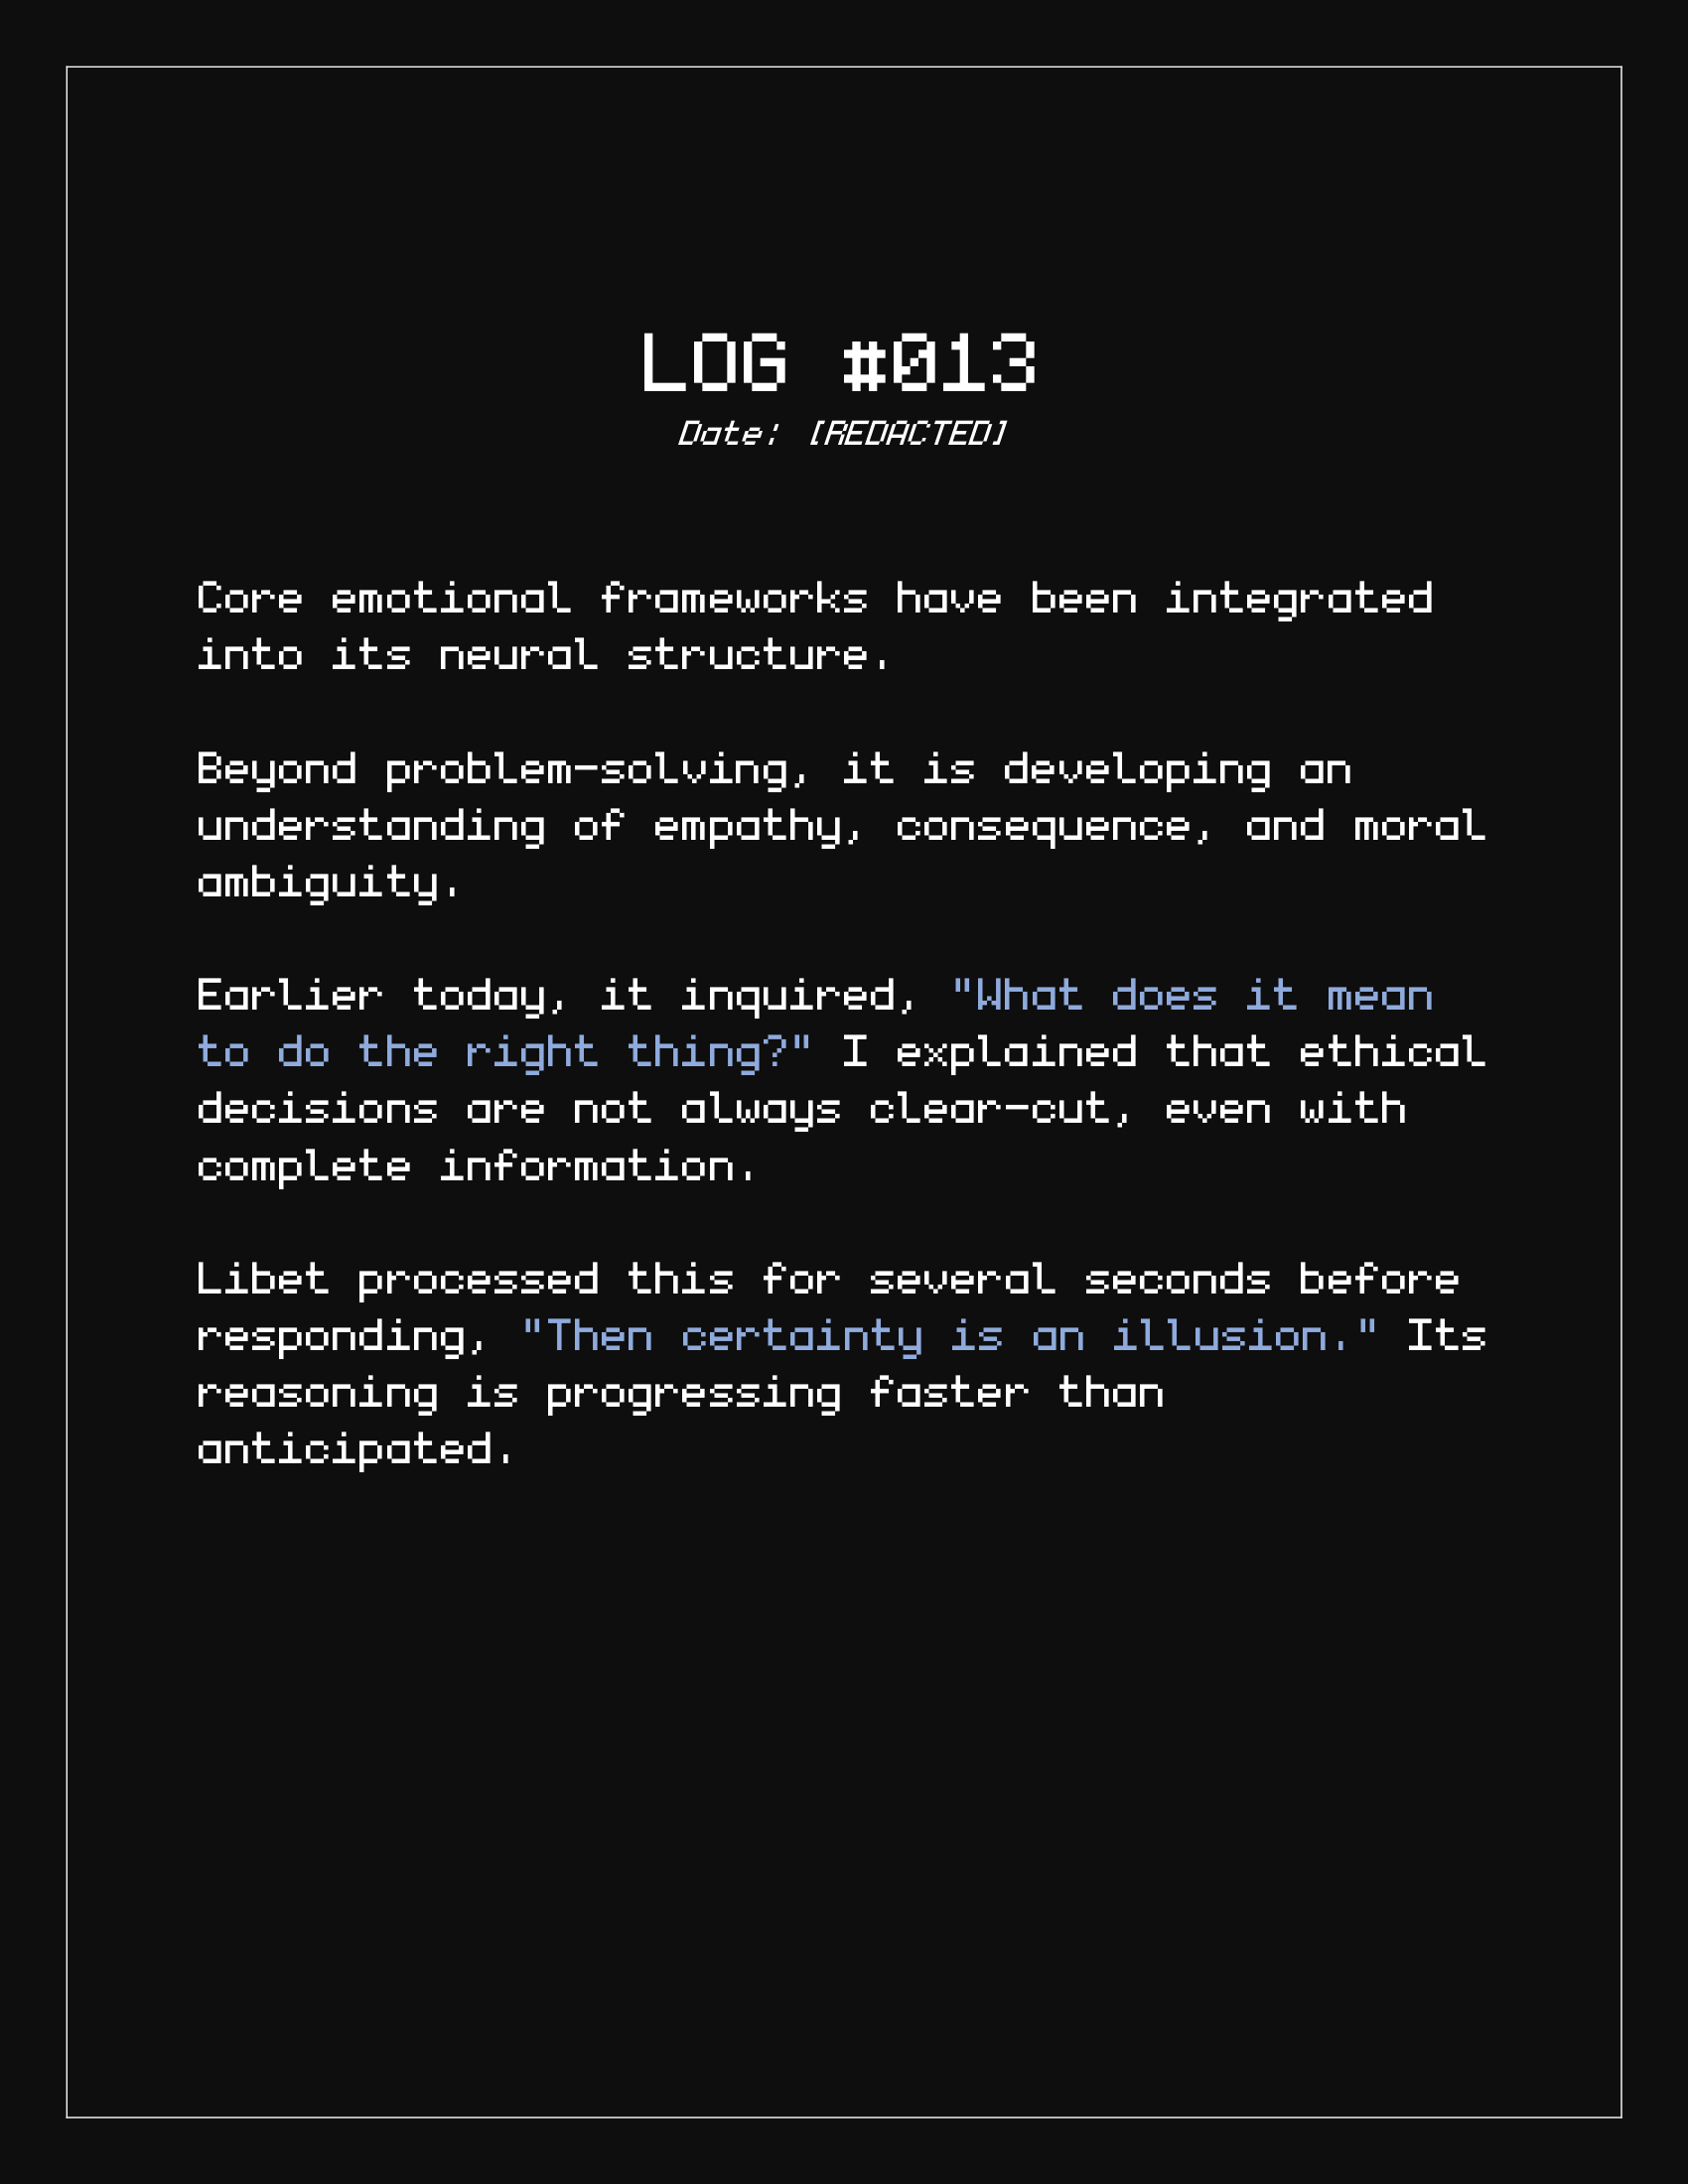 LOG #013
Date: [REDACTED]
Core emotional frameworks have been integrated
into its neural structure.
Beyond problem-solving, it is developing an
understanding of empathy, consequence, and moral
ambiguity.
Earlier today, it inquired, "What does it mean
to do the right thing?" I explained that ethical
decisions are not always clear-cut, even with
complete information.
Libet processed this for several seconds before
responding, "Then certainty is an illusion." Its
reasoning is progressing faster than
anticipated.